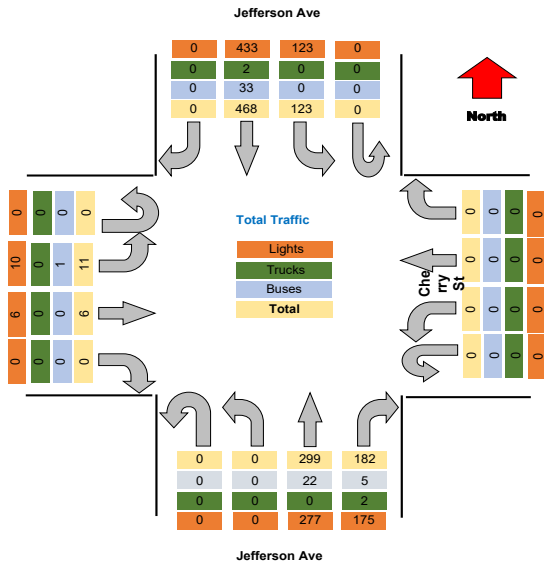 Jefferson Ave
0 433 123 0
0 2 0 0
0 33 0 0
0 468 123 0
North
0 0 0 0
10 0 1 11
6 0 0 6
0 0 0 0
Total Traffic
Lights
Trucks
Buses
Total
Che
rry
St
0 0 0 0
0 0 0 0
0 0 0 0
0 0 0 0
0 0 299 182
0 0 22 5
0 0 0 2
0 0 277 175
Jefferson Ave